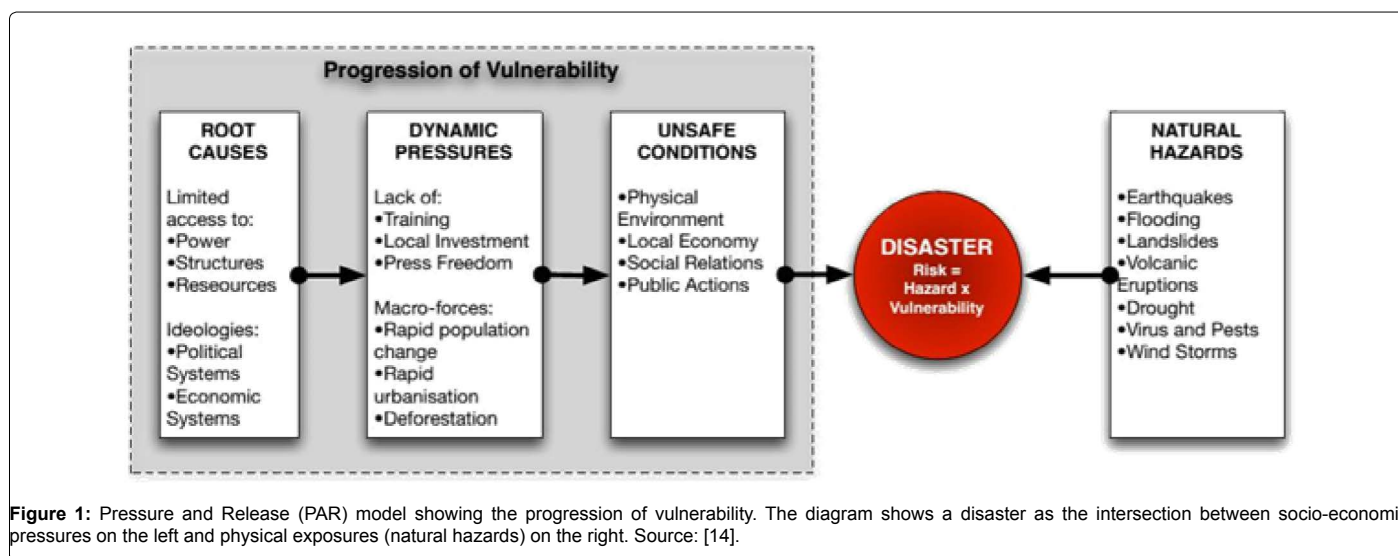 Progression of Vulnerability
ROOT
CAUSES
Limited
access to:
•Power
•Structures
•Reseources
Ideologies:
•Political
Systems
•Economic
Systems
DYNAMIC
PRESSURES
Lack of:
•Training
•Local Investment
•Press Freedom
Macro-forces:
•Rapid population
change
•Rapid
urbanisation
•Deforestation
UNSAFE
CONDITIONS
•Physical
Environment
•Local Economy
•Social Relations
•Public Actions
DISASTER
Risk =
Hazard x
Vulnerability
NATURAL
HAZARDS
•Earthquakes
•Flooding
•Landslides
•Volcanic
Eruptions
•Drought
•Virus and Pests
•Wind Storms
Figure 1: Pressure and Release (PAR) model showing the progression of vulnerability. The diagram shows a disaster as the intersection between socio-economi
pressures on the left and physical exposures (natural hazards) on the right. Source: [14].